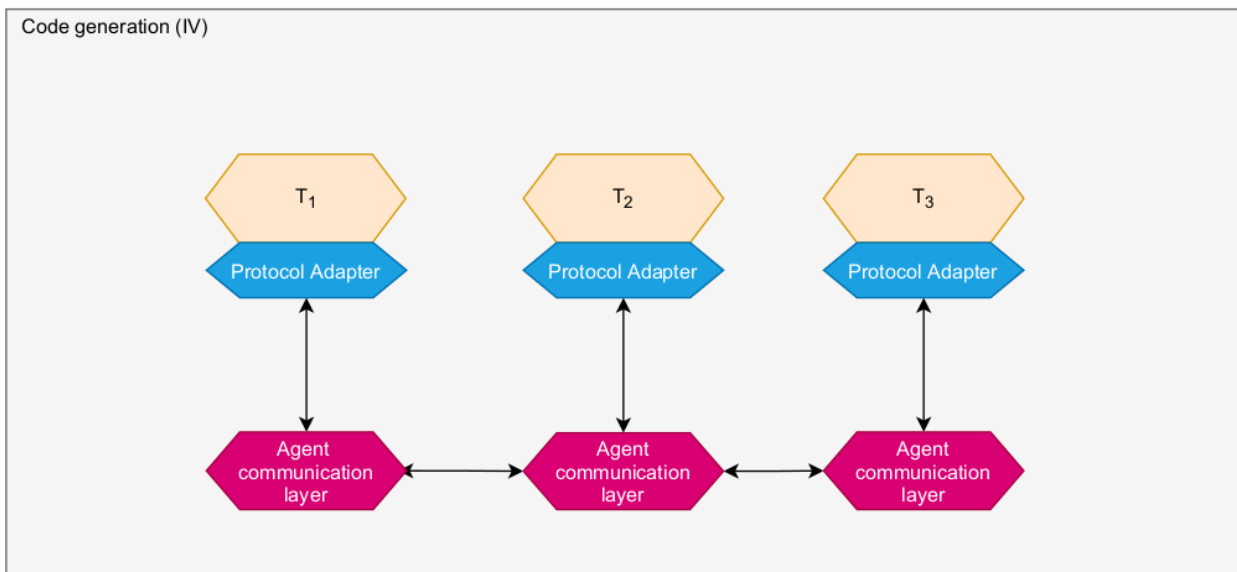 Code generation (IV)
T1
T2
T3
Protocol Adapter
Protocol Adapter
Protocol Adapter
Agent
communication
layer
Agent
communication
layer
Agent
communication
layer